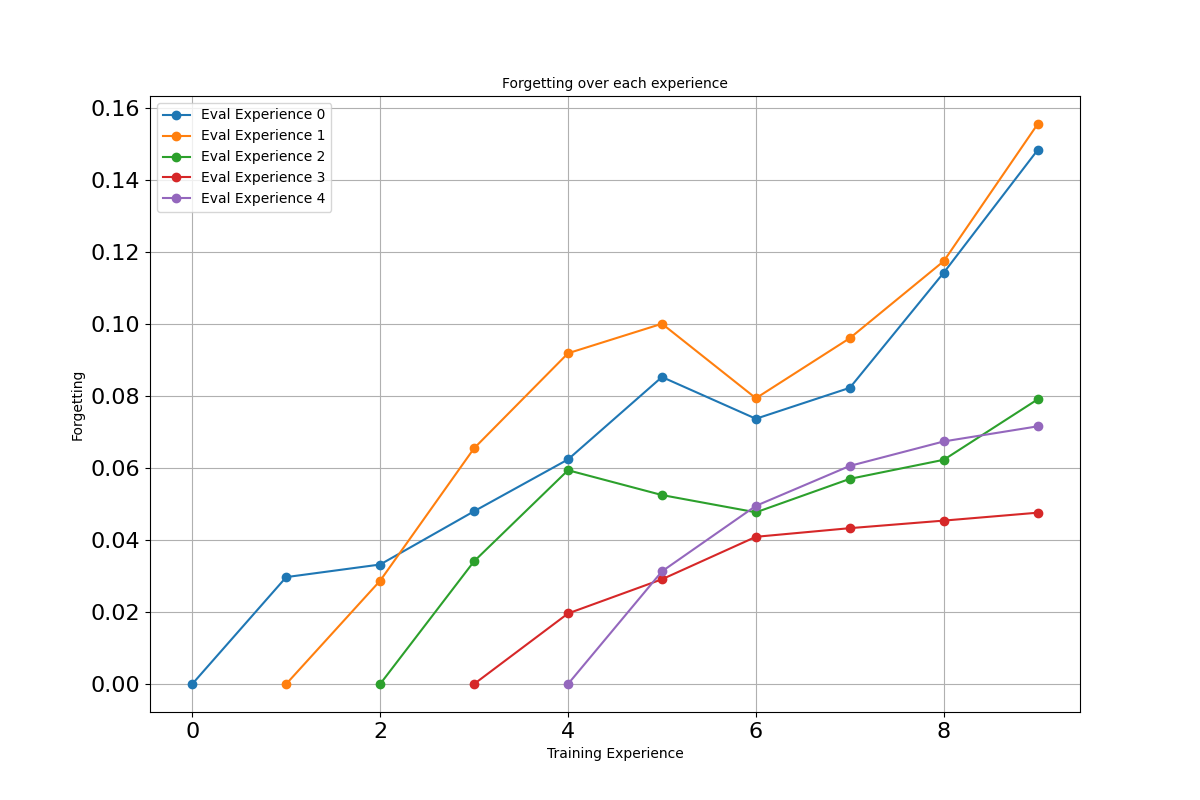 Forgetting over each experience
0.16
0.14
0.12
0.10
0.08
0.06
0.04
0.02
0.00
Forgetting
Eval Experience 0
Eval Experience 1
Eval Experience 2
Eval Experience 3
Eval Experience 4
0 2 4 6 8
Training Experience